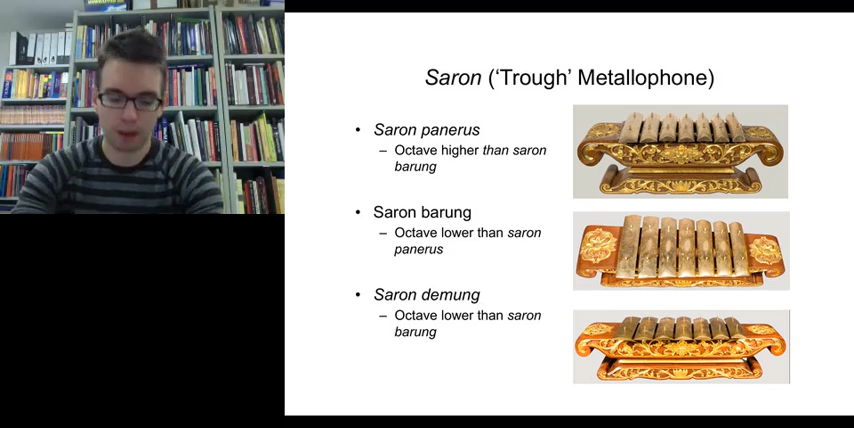 Saron (‘Trough’ Metallophone)
• Saron panerus
– Octave higher than saron
barung
• Saron barung
– Octave lower than saron
panerus
• Saron demung
– Octave lower than saron
barung